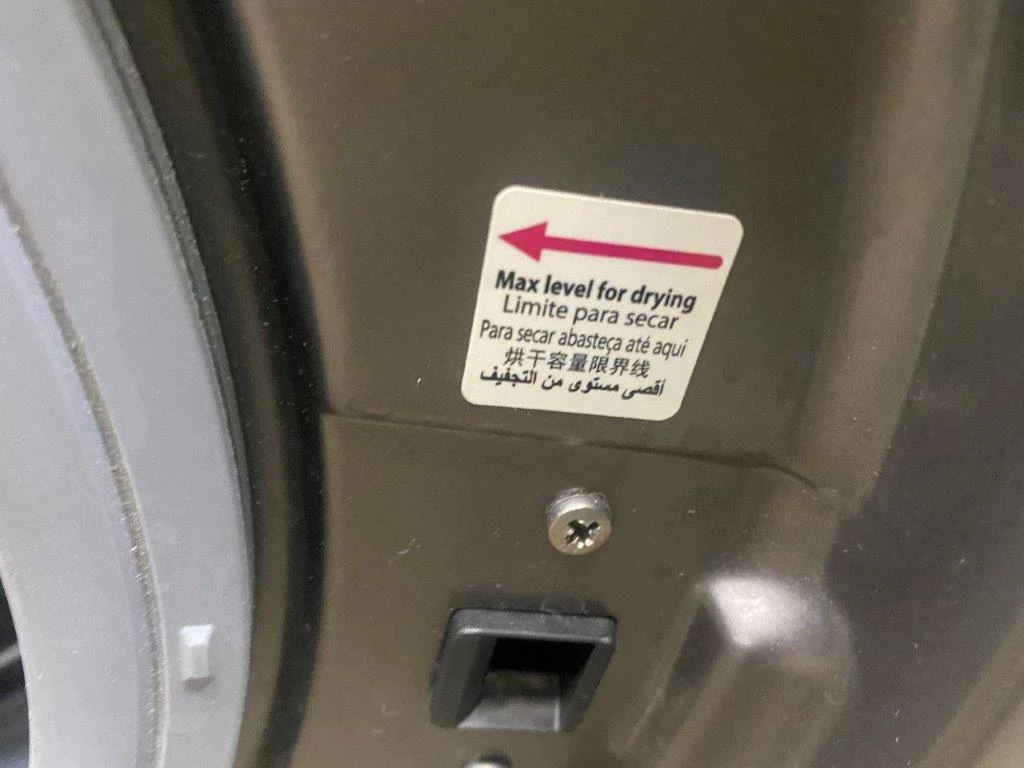 Max level for drying
Limite para secar
Para secar abasteça até aqui
烘干容量限界线
أقصى مستوى من التجفيف